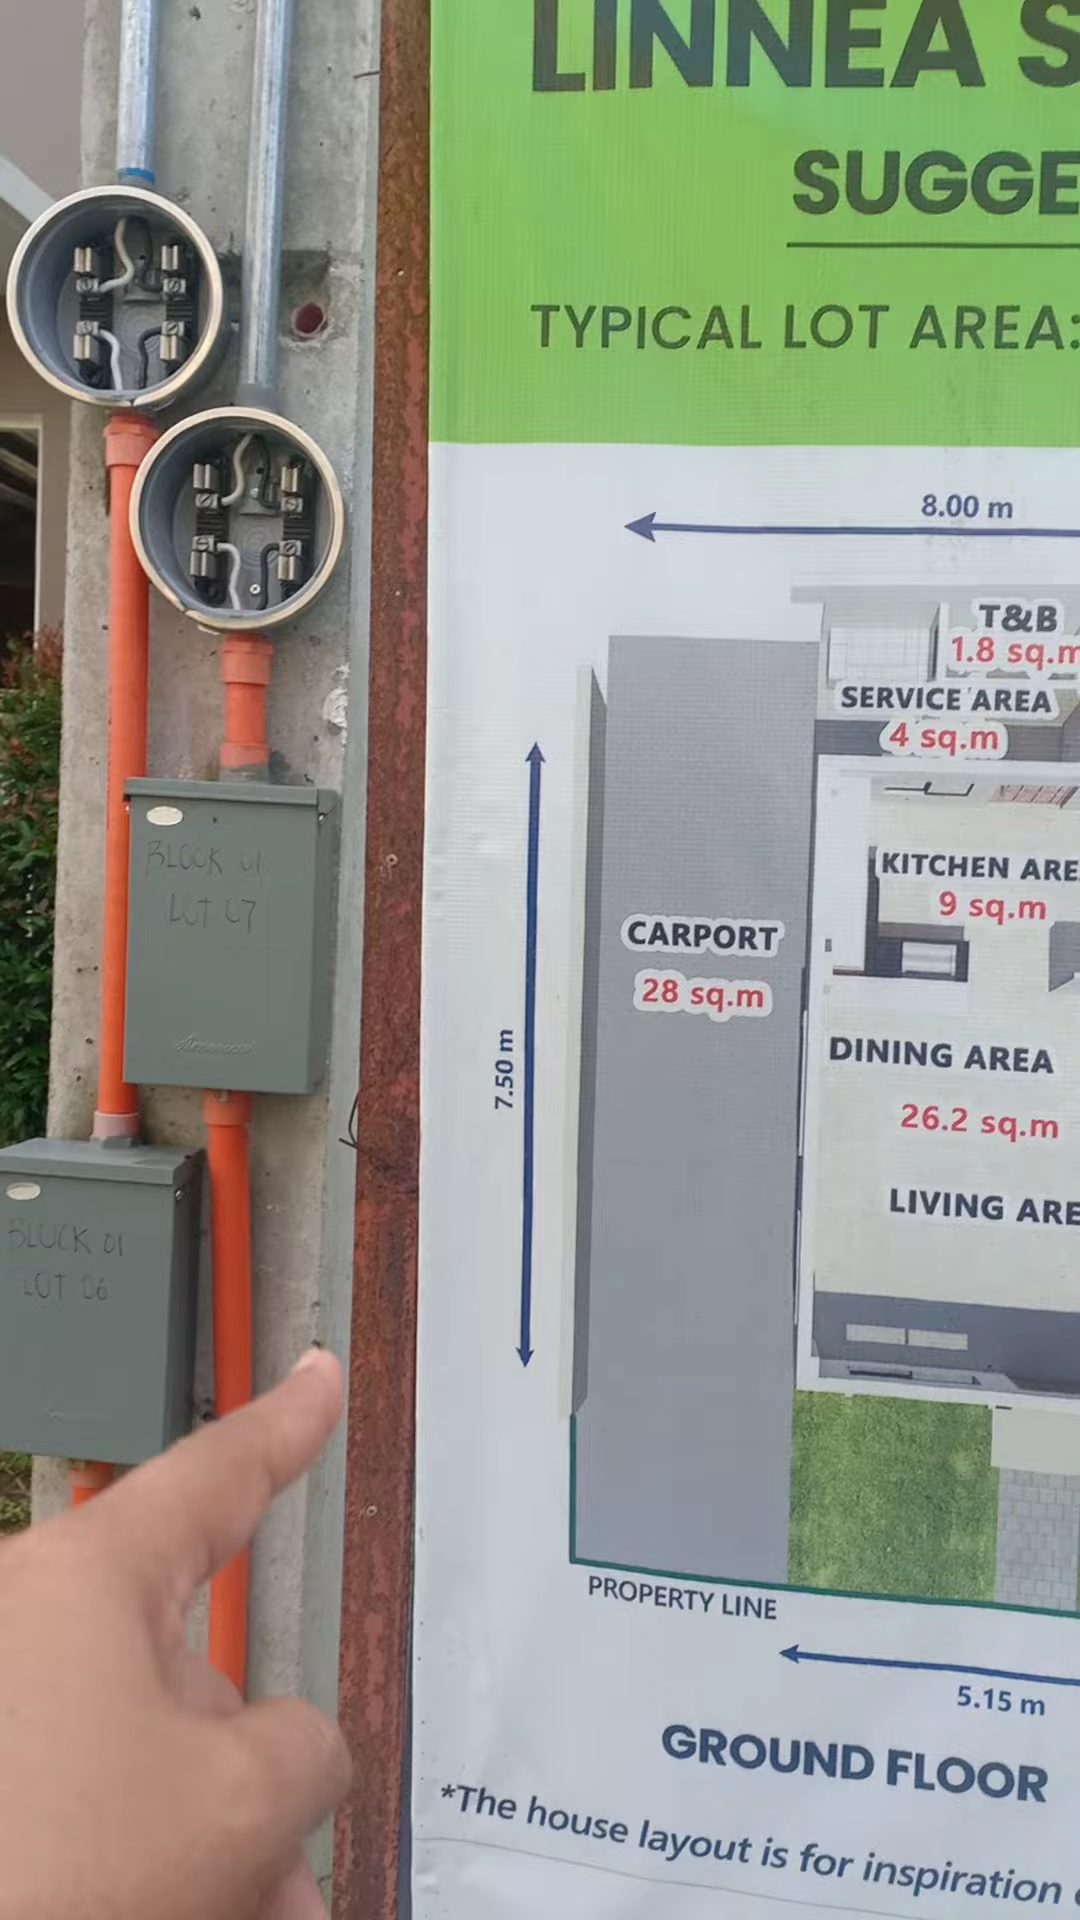 LINNEA S
SUGGE
TYPICAL LOT AREA:
8.00 m
T&B
1.8 sq.m
SERVICE AREA
4 sq.m
KITCHEN ARE
9 sq.m
CARPORT
28 sq.m
DINING AREA
26.2 sq.m
7.50 m
LIVING ARE
PROPERTY LINE
5.15 m
GROUND FLOOR
*The house layout is for inspiration
BLOCK 01
LOT 07
BLOCK 01
LOT 06